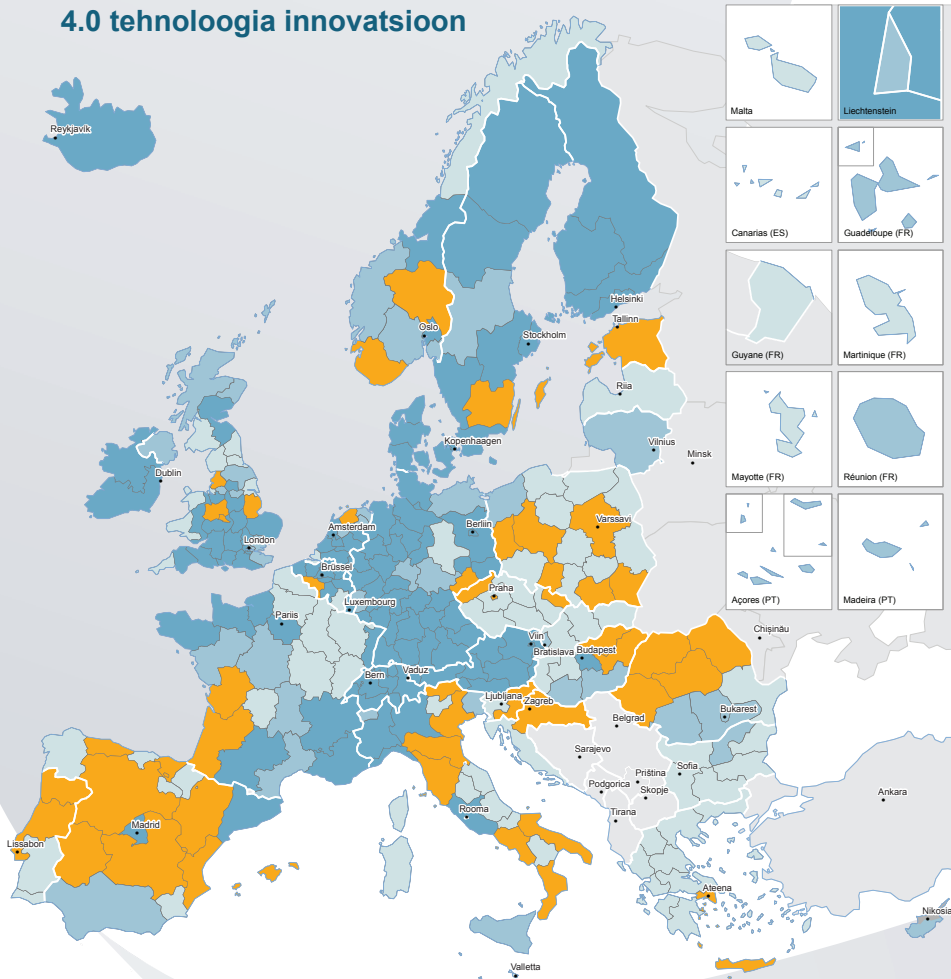 4.0 tehnoloogia innovatsioon
Reykjavik
Malta
Liechtenstein
Canarias (ES)
Guadeloupe (FR)
Guyane (FR)
Martinique (FR)
Mayotte (FR)
Réunion (FR)
Açores (PT)
Madeira (PT)
Helsinki
Tallinn
Oslo
Stockholm
Riia
Kopenhaagen
Vilnius
Minsk
Dublin
Amsterdam
Berliin
Varssavi
London
Brüssel
Praha
Luxembourg
Pariis
Chișinău
Viin
Bratislava
Budapest
Bern
Vaduz
Ljubljana
Zagreb
Bukarest
Belgrad
Sarajevo
Sofia
Priština
Podgorica
Skopje
Ankara
Tirana
Rooma
Madrid
Lissabon
Ateena
Nikosia
Valletta